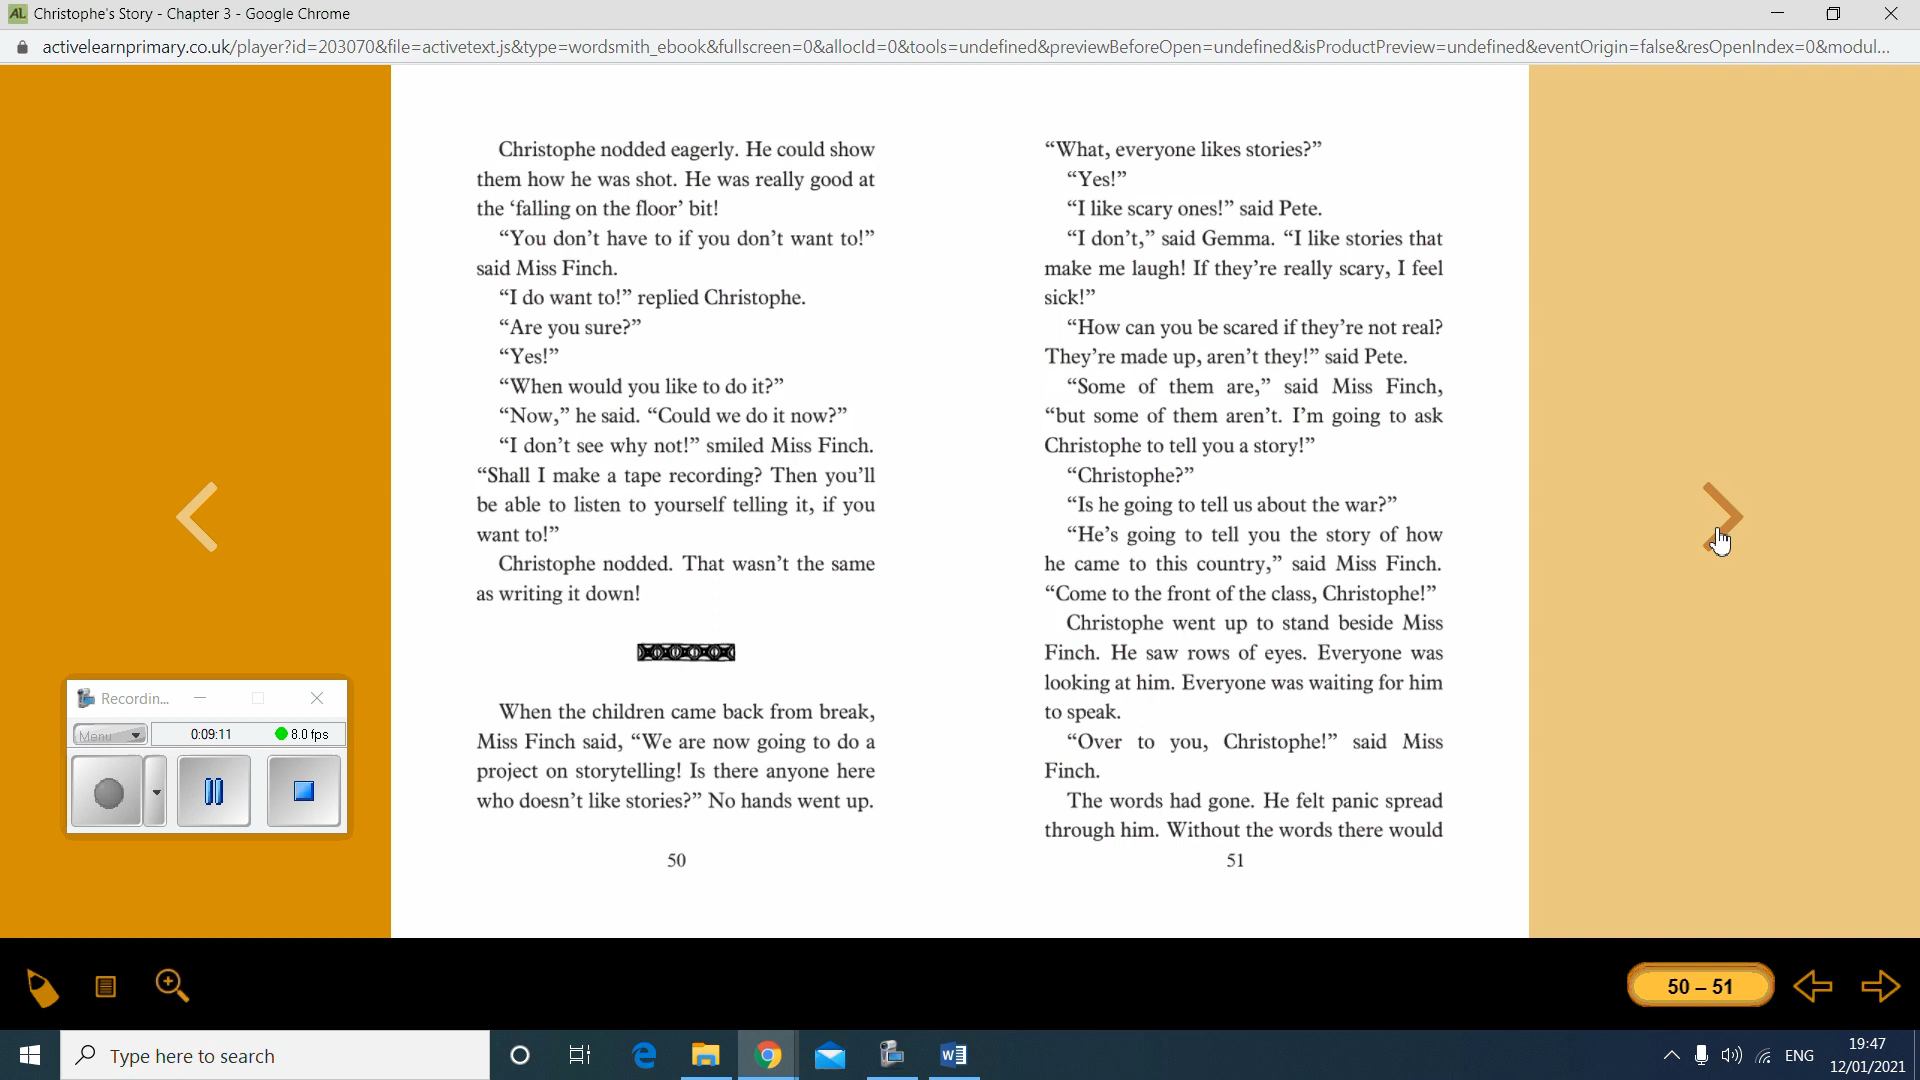 Christophe's Story - Chapter 3 - Google Chrome
activelearnprimary.co.uk/player?id=203070&file=activetext.js&type=wordsmith_ebook&fullscreen=0&allocId=0&tools=undefined&previewBeforeOpen=undefined&isProductPreview=undefined&eventOrigin=false&resOpenIndex=0&modul...
Christophe nodded eagerly. He could show
them how he was shot. He was really good at
the ‘falling on the floor’ bit!
“You don’t have to if you don’t want to!”
said Miss Finch.
“I do want to!” replied Christophe.
“Are you sure?”
“Yes!”
“When would you like to do it?”
“Now,” he said. “Could we do it now?”
“I don’t see why not!” smiled Miss Finch.
“Shall I make a tape recording? Then you’ll
be able to listen to yourself telling it, if you
want to!”
Christophe nodded. That wasn’t the same
as writing it down!
When the children came back from break,
Miss Finch said, “We are now going to do a
project on storytelling! Is there anyone here
who doesn’t like stories?” No hands went up.
50
“What, everyone likes stories?”
“Yes!”
“I like scary ones!” said Pete.
“I don’t,” said Gemma. “I like stories that
make me laugh! If they’re really scary, I feel
sick!”
“How can you be scared if they’re not real?
They’re made up, aren’t they!” said Pete.
“Some of them are,” said Miss Finch,
“but some of them aren’t. I’m going to ask
Christophe to tell you a story!”
“Christophe?”
“Is he going to tell us about the war?”
“He’s going to tell you the story of how
he came to this country,” said Miss Finch.
“Come to the front of the class, Christophe!”
Christophe went up to stand beside Miss
Finch. He saw rows of eyes. Everyone was
looking at him. Everyone was waiting for him
to speak.
“Over to you, Christophe!” said Miss
Finch.
The words had gone. He felt panic spread
through him. Without the words there would
51
Recordin...
Menu
0:09:11
8.0 fps
50 – 51
Type here to search
ENG
19:47
12/01/2021